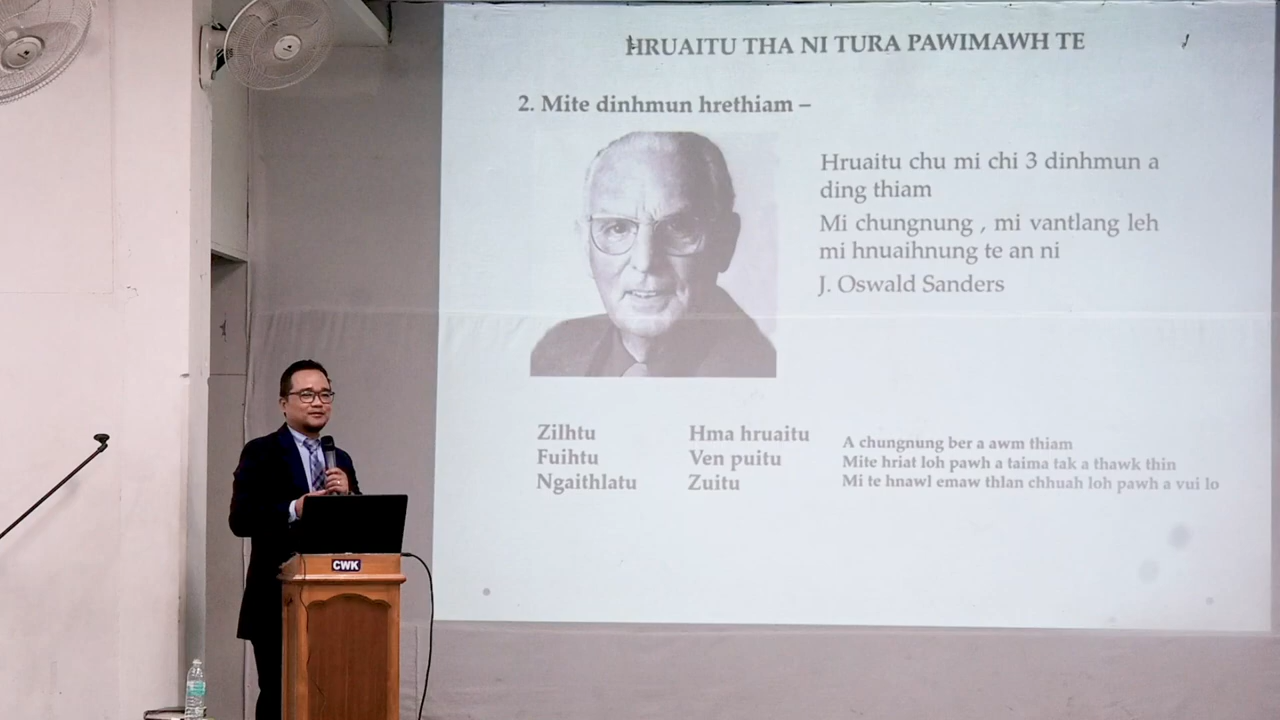 HRUAITU THA NI TURA PAWIMAWH TE
2. Mite dinhmun hrethiam –
Hruaitu chu mi chi 3 dinhmun a
ding thiam
Mi chungnung , mi vantlang leh
mi hnuaihnung te an ni
J. Oswald Sanders
Zilhtu
Fuihtu
Ngaithlatu
Hma hruaitu
Ven puitu
Zuitu
A chungnung ber a awm thiam
Mite hriat loh pawh a taima tak a thawk thin
Mi te hnawl emaw thlan chhuah loh pawh a vui lo
CWK